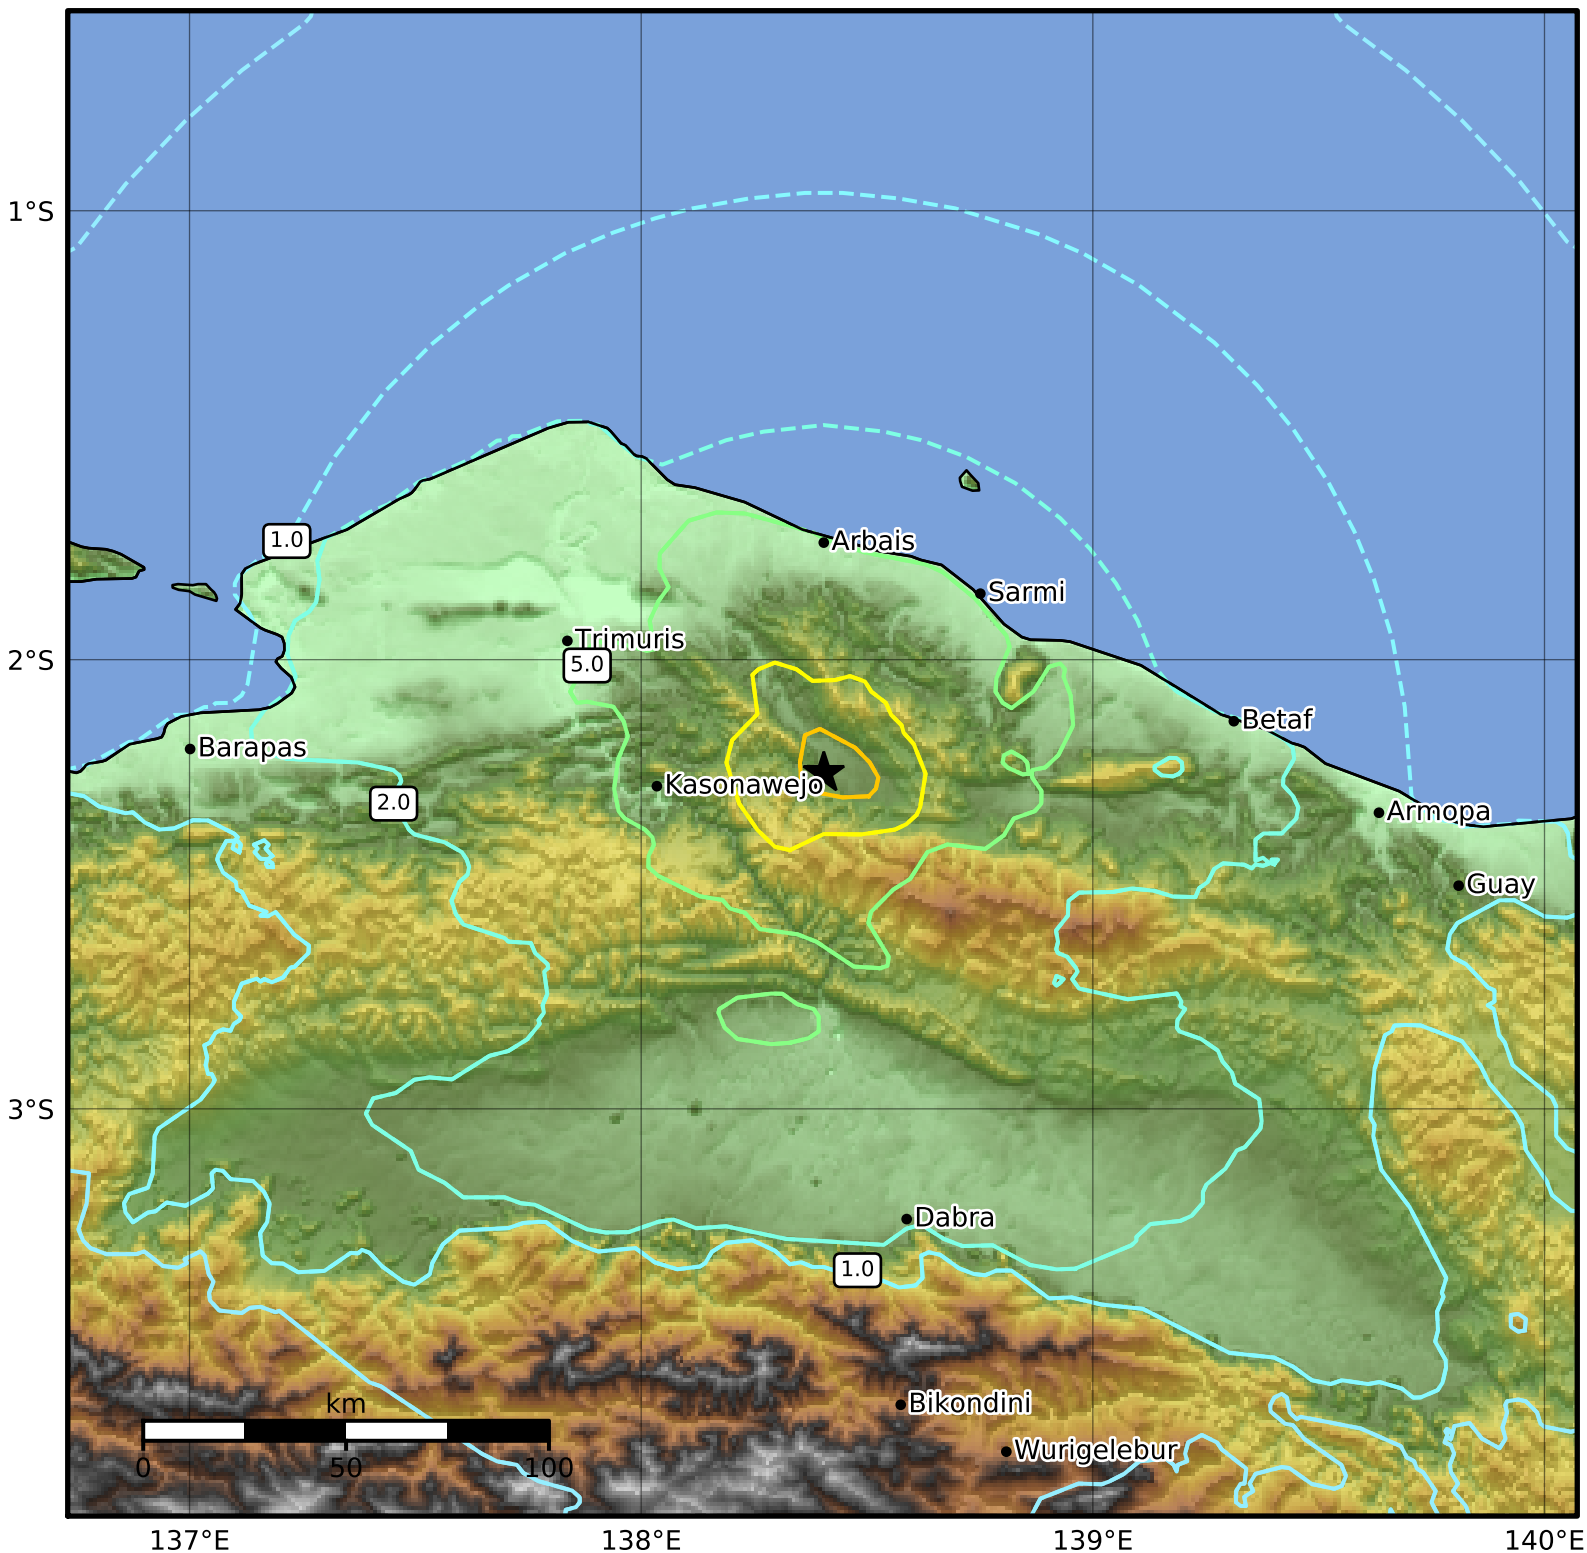 1°S
1.0
Arbais
Sarmi
Trimuris
2°S
5.0
Betaf
Barapas
Kasonawejo
2.0
Armopa
Guay
3°S
Dabra
1.0
km
Bikondini
Wurigelebur
0 50 100
137°E 138°E 139°E 140°E